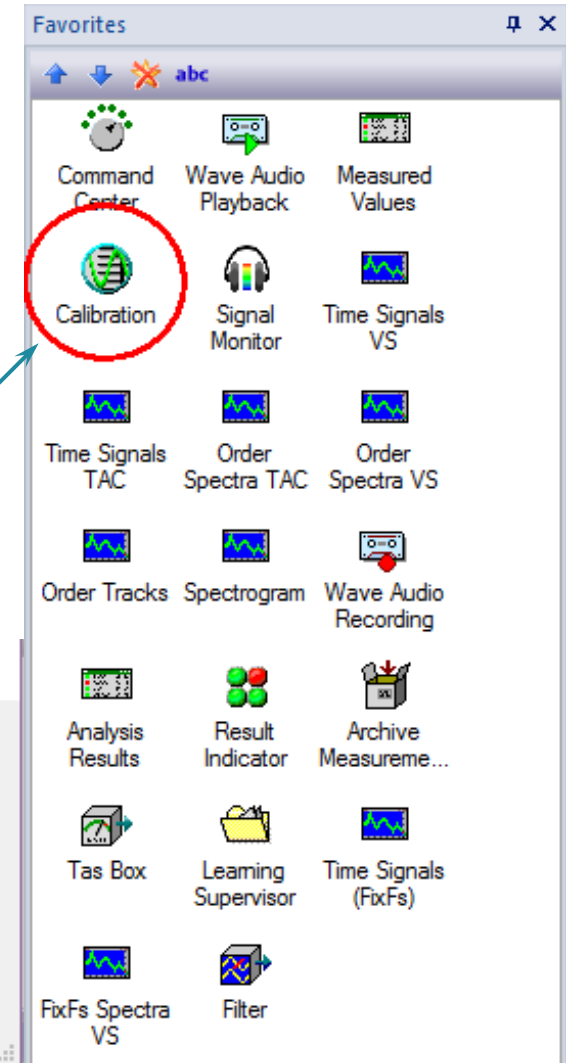 Favorites
abc
Command Wave Audio Measured
Center Playback Values
Calibration Signal Time Signals
Monitor VS
Time Signals Order Order
TAC Spectra TAC Spectra VS
Order Tracks Spectrogram Wave Audio
Recording
Analysis Result Archive
Results Indicator Measureme...
Tas Box Learning Time Signals
Supervisor (FixFs)
FixFs Spectra Filter
VS